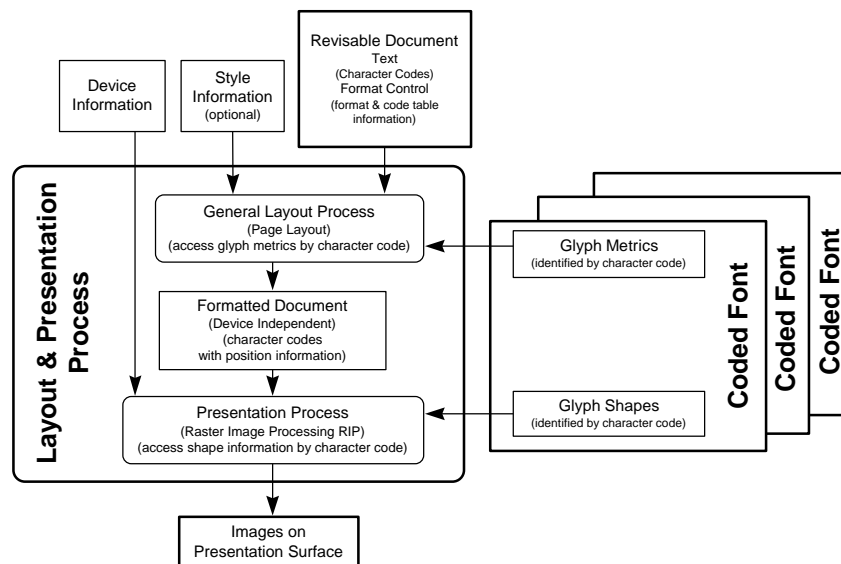 Revisable Document
Text
(Character Codes)
Format Control
(format & code table
information)
Device
Information
Style
Information
(optional)
Layout & Presentation
Process
General Layout Process
(Page Layout)
(access glyph metrics by character code)
Formatted Document
(Device Independent)
(character codes
with position information)
Presentation Process
(Raster Image Processing RIP)
(access shape information by character code)
Images on
Presentation Surface
Glyph Metrics
(identified by character code)
Glyph Shapes
(identified by character code)
Coded Font
Coded Font
Coded Font